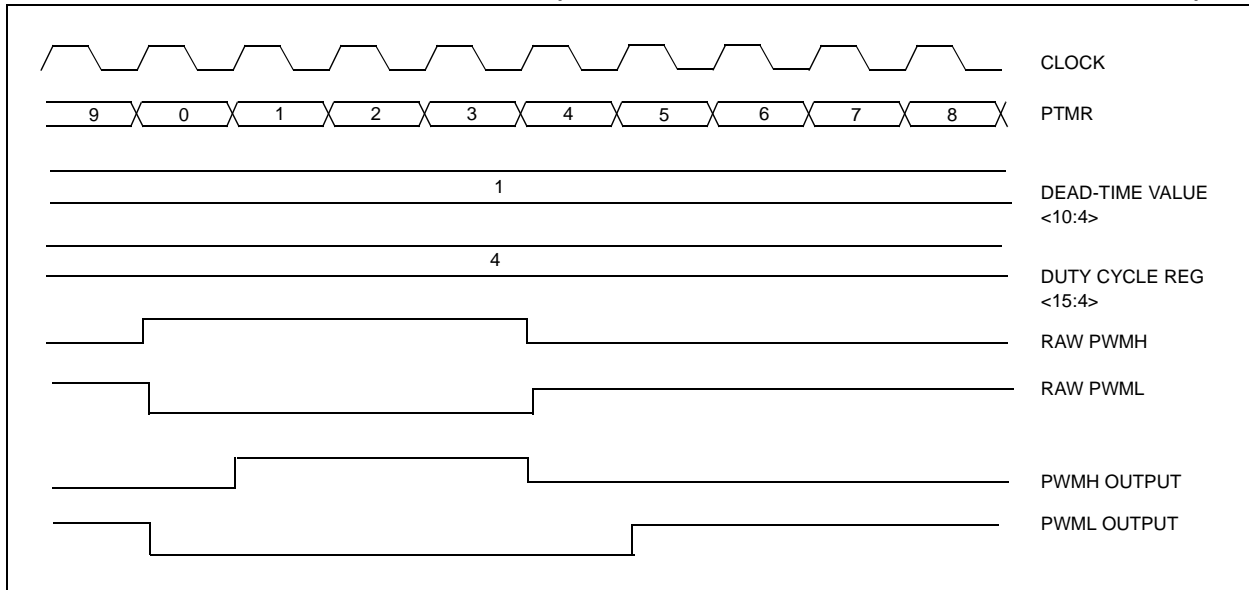 CLOCK
9 0 1 2 3 4 5 6 7 8 PTMR
1
DEAD-TIME VALUE
<10:4>
4
DUTY CYCLE REG
<15:4>
RAW PWMH
RAW PWML
PWMH OUTPUT
PWML OUTPUT